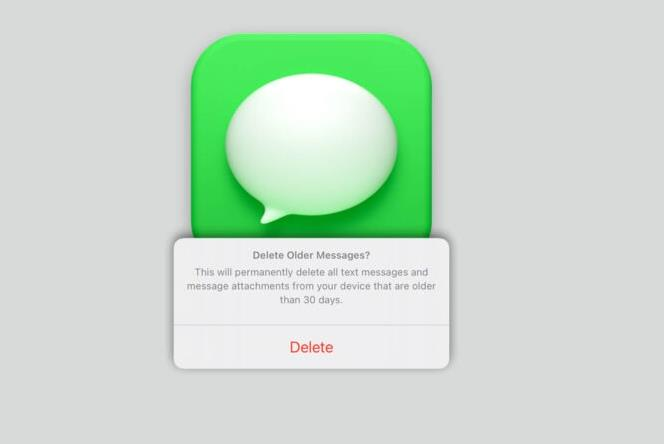 Delete Older Messages?
This will permanently delete all text messages and
message attachments from your device that are older
than 30 days.
Delete